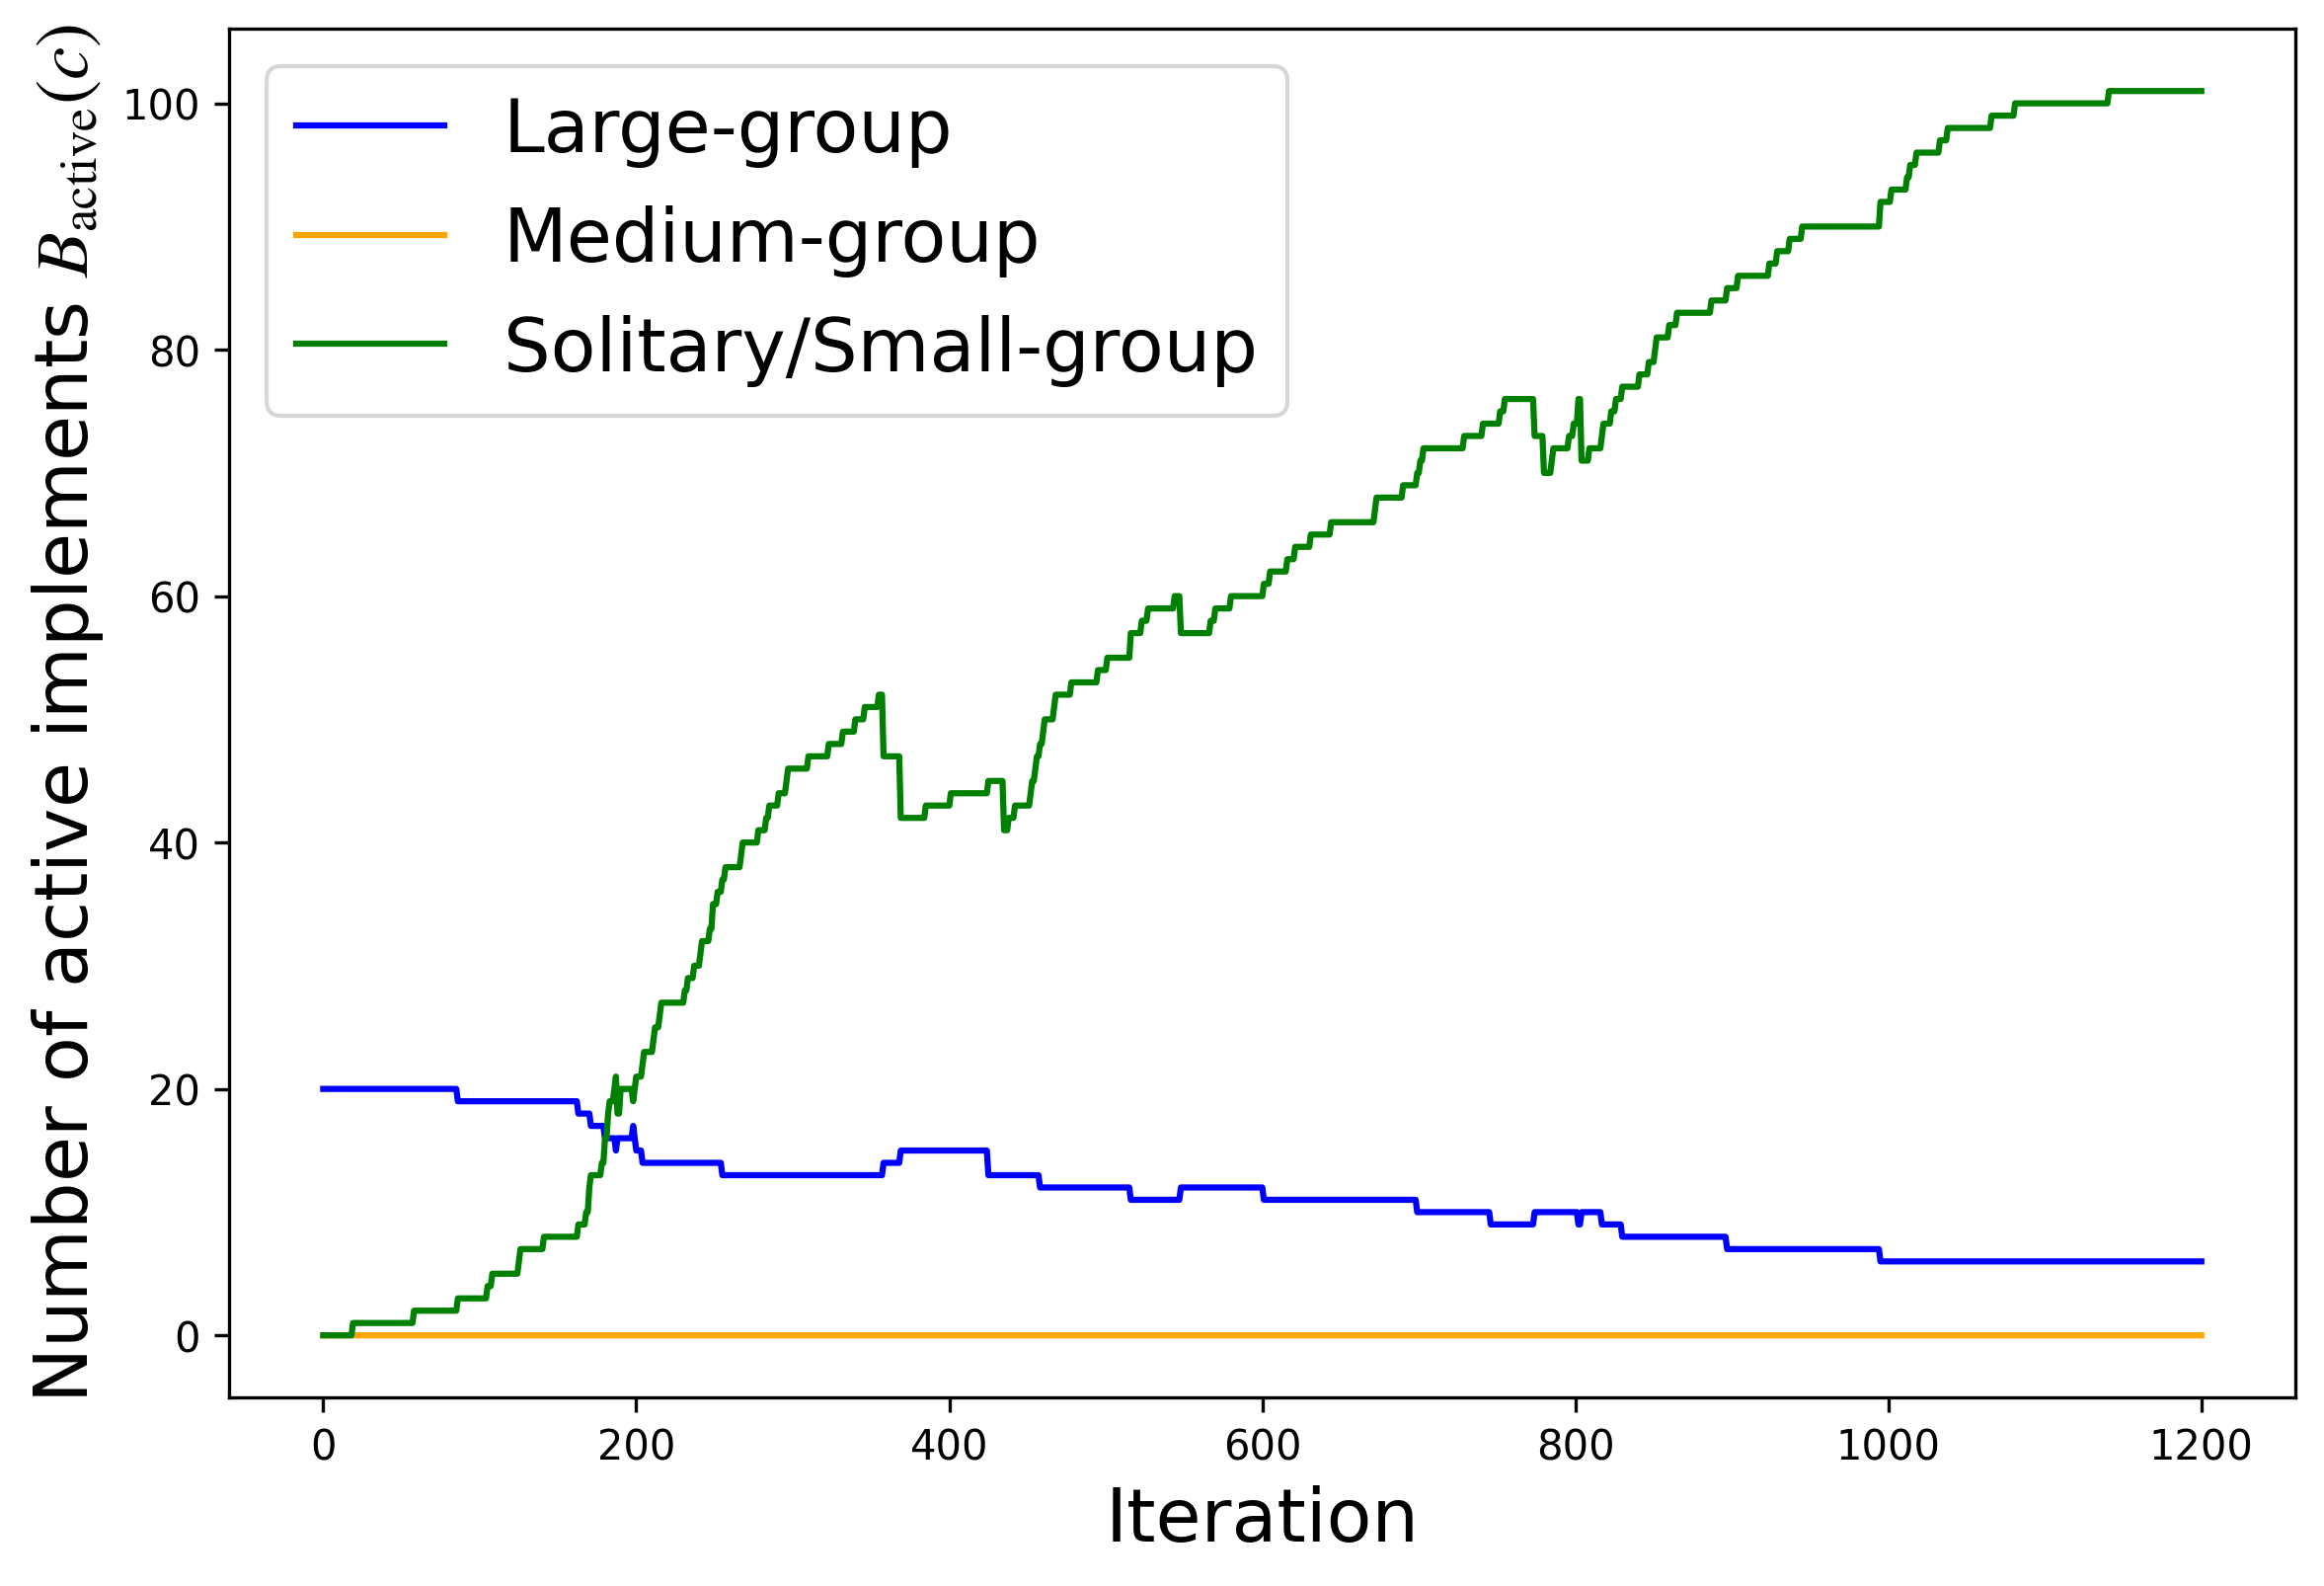 Number of active implements B_active(c)
100
80
60
40
20
0
Large-group
Medium-group
Solitary/Small-group
0 200 400 600 800 1000 1200
Iteration